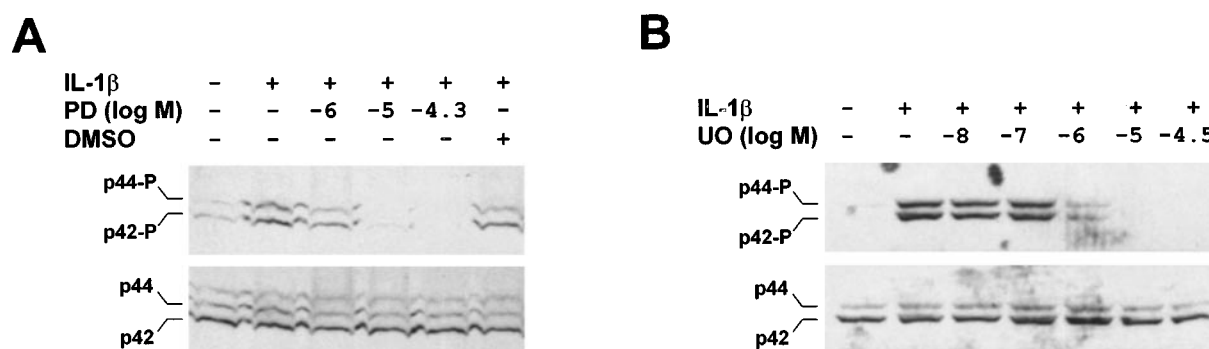 A
IL-1β - + + + + +
PD (log M) - - -6 -5 -4.3 -
DMSO - - - - - +
p44-P
p42-P
p44
p42
B
IL-1β - + + + + + +
UO (log M) - - -8 -7 -6 -5 -4.5
p44-P
p42-P
p44
p42